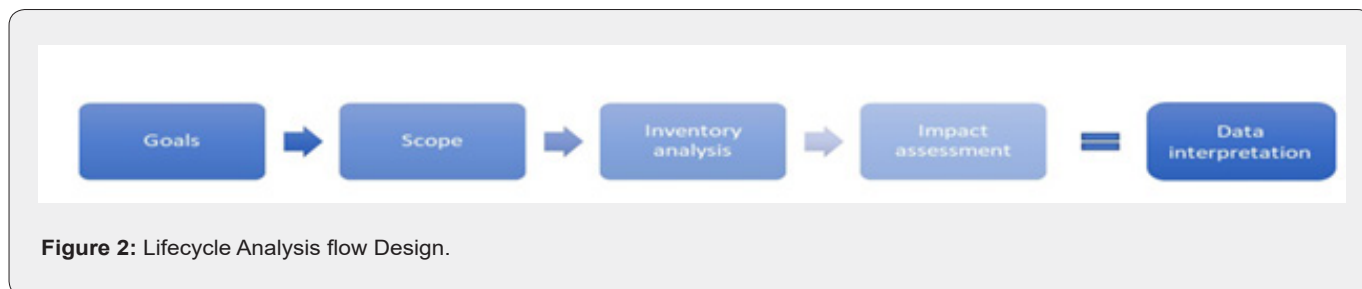 Goals
Scope
Inventory
analysis
Impact
assessment
Data
interpretation
Figure 2: Lifecycle Analysis flow Design.